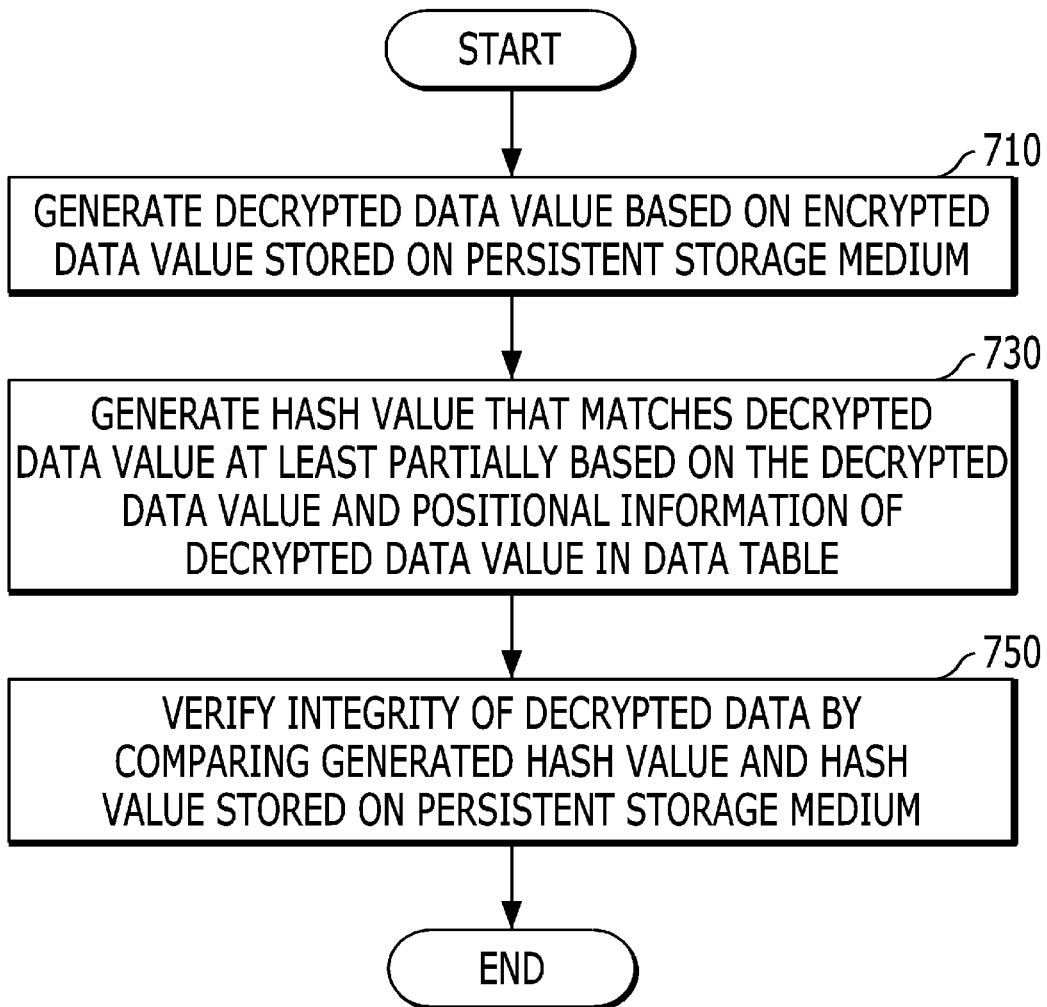 START
710
GENERATE DECRYPTED DATA VALUE BASED ON ENCRYPTED
DATA VALUE STORED ON PERSISTENT STORAGE MEDIUM
730
GENERATE HASH VALUE THAT MATCHES DECRYPTED
DATA VALUE AT LEAST PARTIALLY BASED ON THE DECRYPTED
DATA VALUE AND POSITIONAL INFORMATION OF
DECRYPTED DATA VALUE IN DATA TABLE
750
VERIFY INTEGRITY OF DECRYPTED DATA BY
COMPARING GENERATED HASH VALUE AND HASH
VALUE STORED ON PERSISTENT STORAGE MEDIUM
END